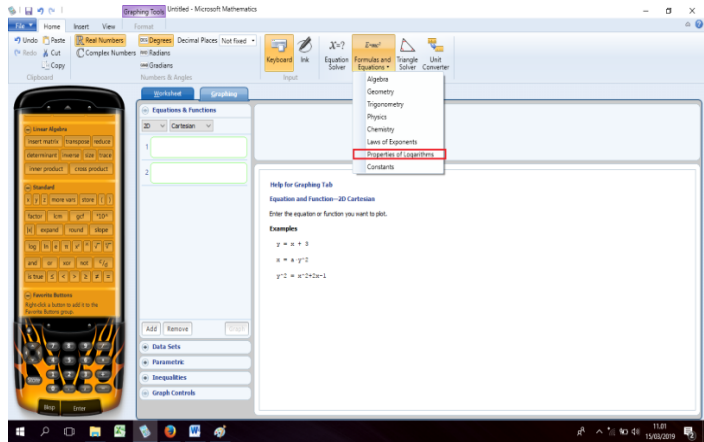 Graphing Tools Untitled - Microsoft Mathematics
File Home Insert View Format
Undo Paste Real Numbers Degrees Decimal Places Not fixed
Redo Cut Complex Numbers Radians
Copy Gradians
Keyboard Ink Equation Solver Formulas and Equations Triangle Solver Unit Converter
Clipboard Numbers & Angles Input
Algebra
Geometry
Trigonometry
Physics
Chemistry
Laws of Exponents
Properties of Logarithms
Constants
Worksheet Graphing
Equations & Functions
2D Cartesian
1
2
Add Remove Graph
Data Sets
Parametric
Inequalities
Graph Controls
Linear Algebra
insert matrix transpose reduce
determinant inverse size trace
inner product cross product
Standard
x y z more vars store ( )
factor lcm gcf *10^
|x| expand round slope
log ln e
and or xor not
is true ≤ < > ≥ ≠ =
Favorite Buttons
Right-click a button to add it to the
Favorite Buttons group.
Stop Enter
Help for Graphing Tab
Equation and Function—2D Cartesian
Enter the equation or function you want to plot.
Examples
y = x + 3
x = a·y^2
y^2 = x^2+2x-1
11.01
15/03/2019